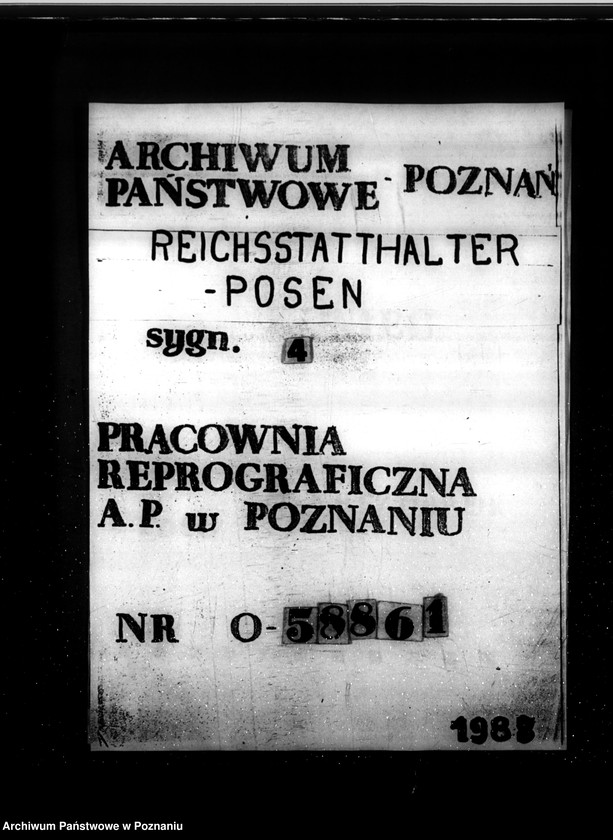 ARCHIWUM
PAŃSTWOWE - POZNAŃ
REICHSSTATTHALTER
-POSEN
sygn. 4
PRACOWNIA
REPROGRAFICZNA
A.P. w POZNANIU
NR O-58861
1988
Archiwum Państwowe w Poznaniu